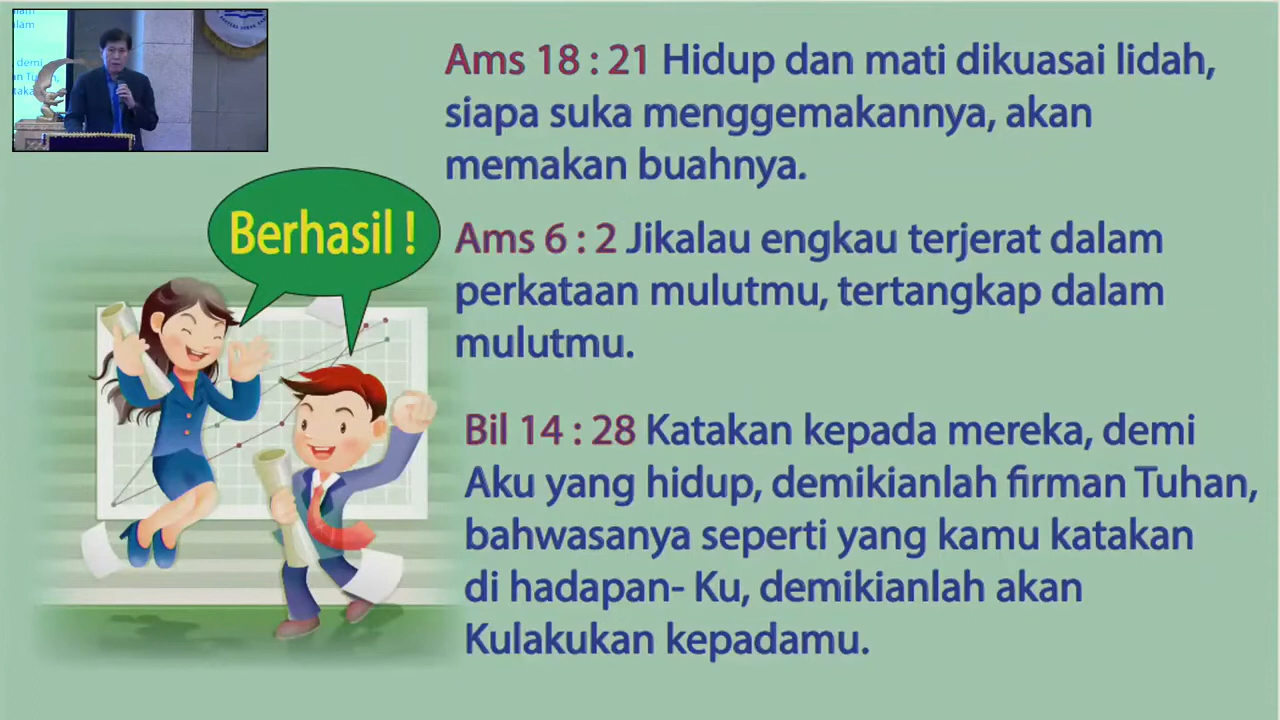 Ams 18 : 21 Hidup dan mati dikuasai lidah,
siapa suka menggemakannya, akan
memakan buahnya.
Berhasil !
Ams 6 : 2 Jikalau engkau terjerat dalam
perkataan mulutmu, tertangkap dalam
mulutmu.
Bil 14 : 28 Katakan kepada mereka, demi
Aku yang hidup, demikianlah firman Tuhan,
bahwasanya seperti yang kamu katakan
di hadapan- Ku, demikianlah akan
Kulakukan kepadamu.